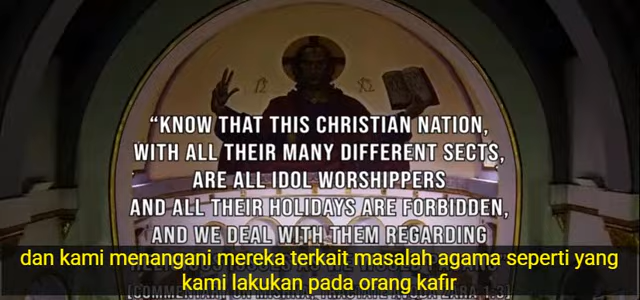 “KNOW THAT THIS CHRISTIAN NATION,
WITH ALL THEIR MANY DIFFERENT SECTS,
ARE ALL IDOL WORSHIPPERS
AND ALL THEIR HOLIDAYS ARE FORBIDDEN,
AND WE DEAL WITH THEM REGARDING
dan kami menangani mereka terkait masalah agama seperti yang
kami lakukan pada orang kafir